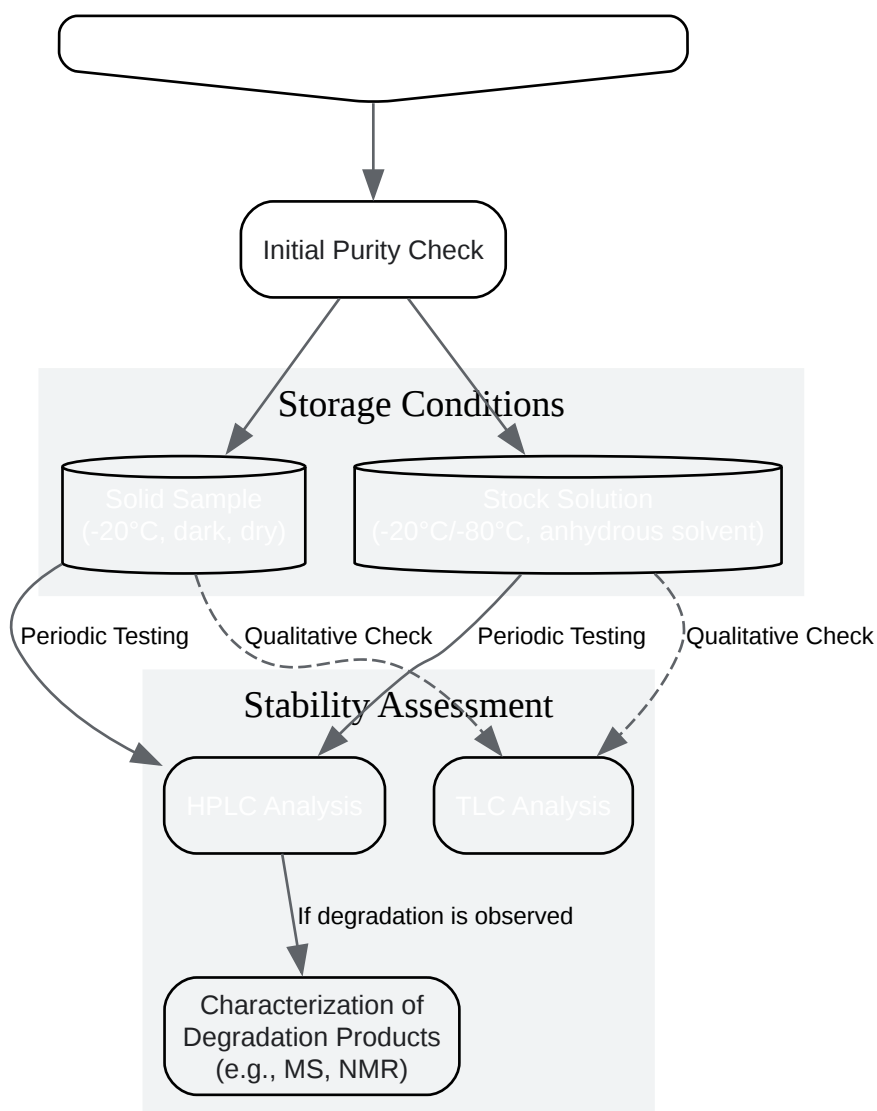 Initial Purity Check
Storage Conditions
Solid Sample
(-20°C, dark, dry)
Stock Solution
(-20°C/-80°C, anhydrous solvent)
Periodic Testing
Qualitative Check
Periodic Testing
Qualitative Check
Stability Assessment
HPLC Analysis
TLC Analysis
If degradation is observed
Characterization of
Degradation Products
(e.g., MS, NMR)